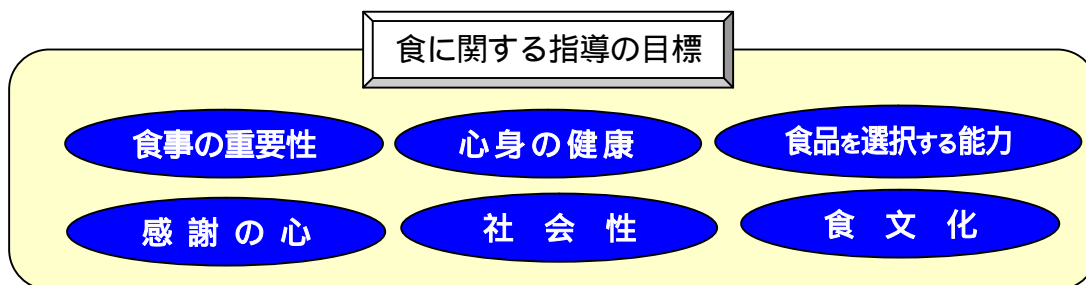 食に関する指導の目標
食事の重要性
心身の健康
食品を選択する能力
感謝の心
社会性
食文化